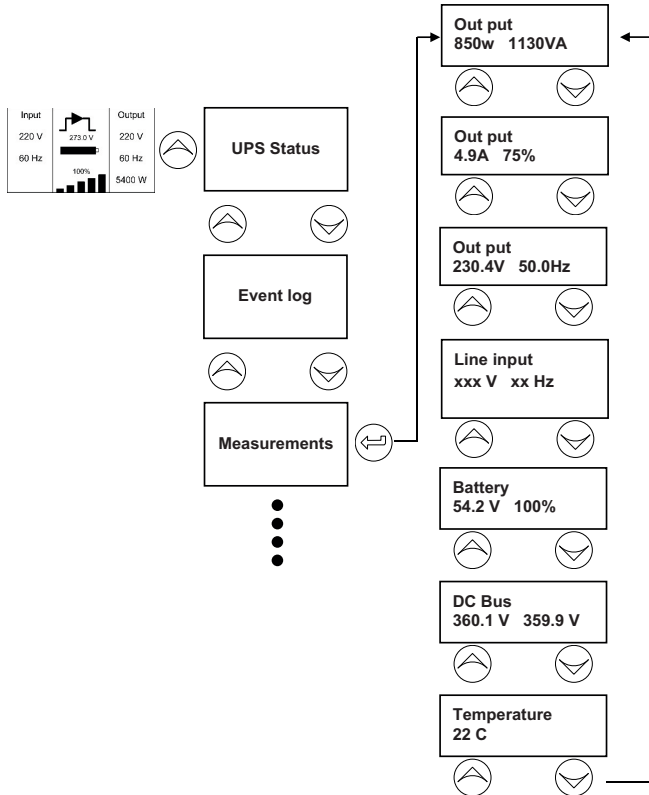 Input
220 V
60 Hz
273.0 V
100%
Output
220 V
60 Hz
5400 W
UPS Status
Event log
Measurements
Out put
850w 1130VA
Out put
4.9A 75%
Out put
230.4V 50.0Hz
Line input
xxx V xx Hz
Battery
54.2 V 100%
DC Bus
360.1 V 359.9 V
Temperature
22 C